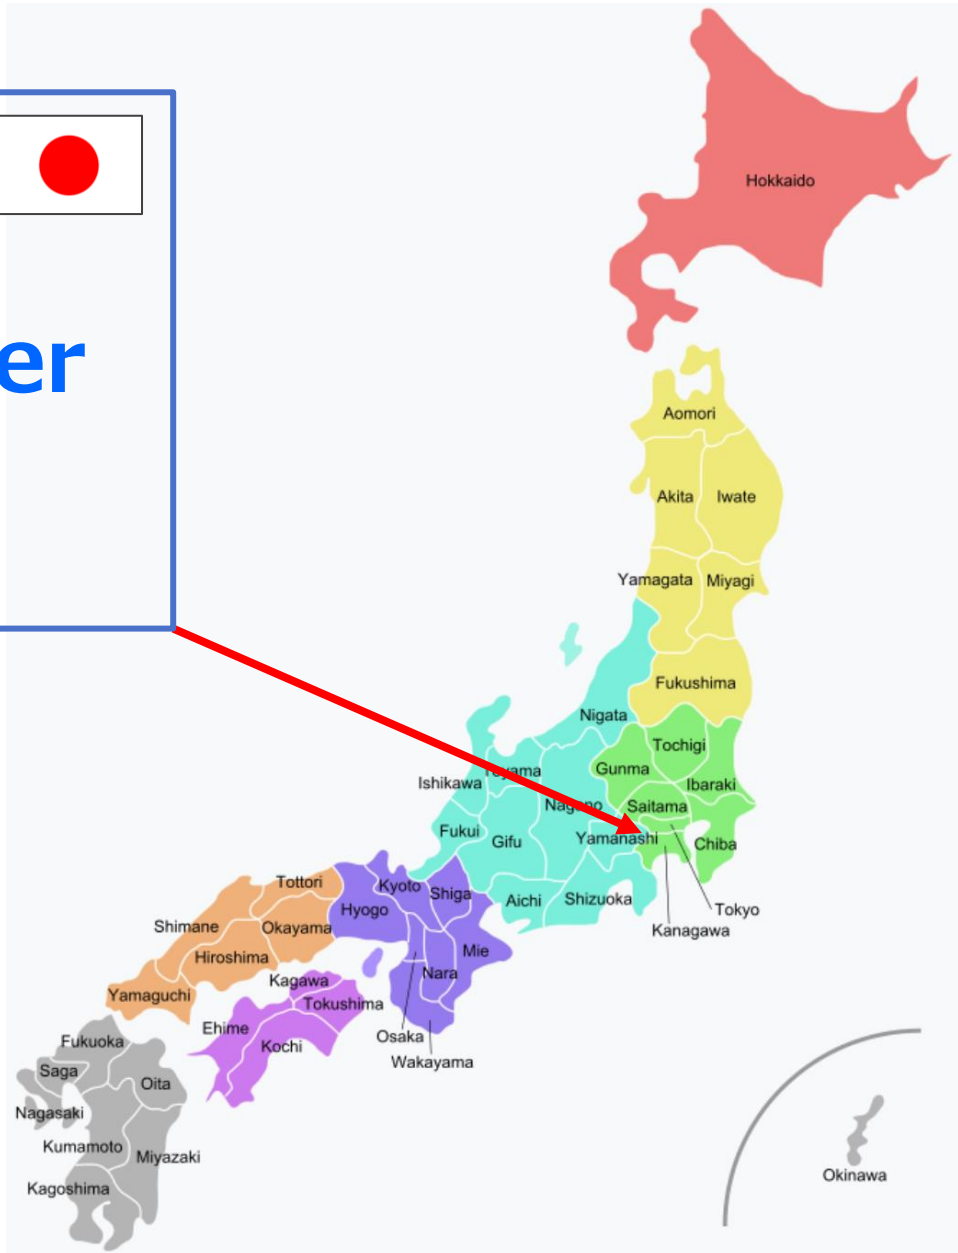 Hokkaido
er
Aomori
Akita
Iwate
Yamagata
Miyagi
Fukushima
Nigata
Tochigi
Gunma
Ibaraki
Toyama
Ishikawa
Nagano
Saitama
Fukui
Gifu
Yamanashi
Chiba
Tottori
Kyoto
Shiga
Aichi
Shizuoka
Hyogo
Tokyo
Shimane
Okayama
Kanagawa
Hiroshima
Mie
Nara
Kagawa
Yamaguchi
Tokushima
Ehime
Osaka
Kochi
Fukuoka
Wakayama
Saga
Oita
Nagasaki
Kumamoto
Miyazaki
Okinawa
Kagoshima